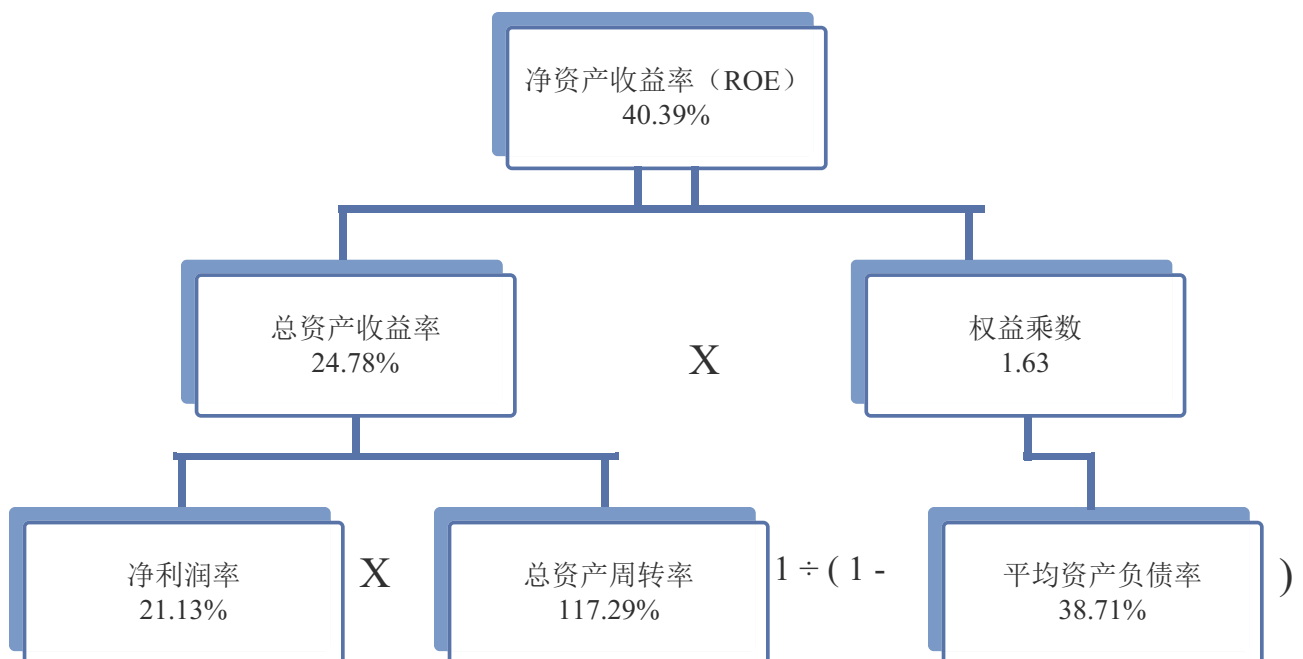 净资产收益率（ROE）
40.39%
总资产收益率
24.78%
X
权益乘数
1.63
净利润率
21.13%
X
总资产周转率
117.29%
1 ÷ ( 1 -
平均资产负债率
38.71%
)